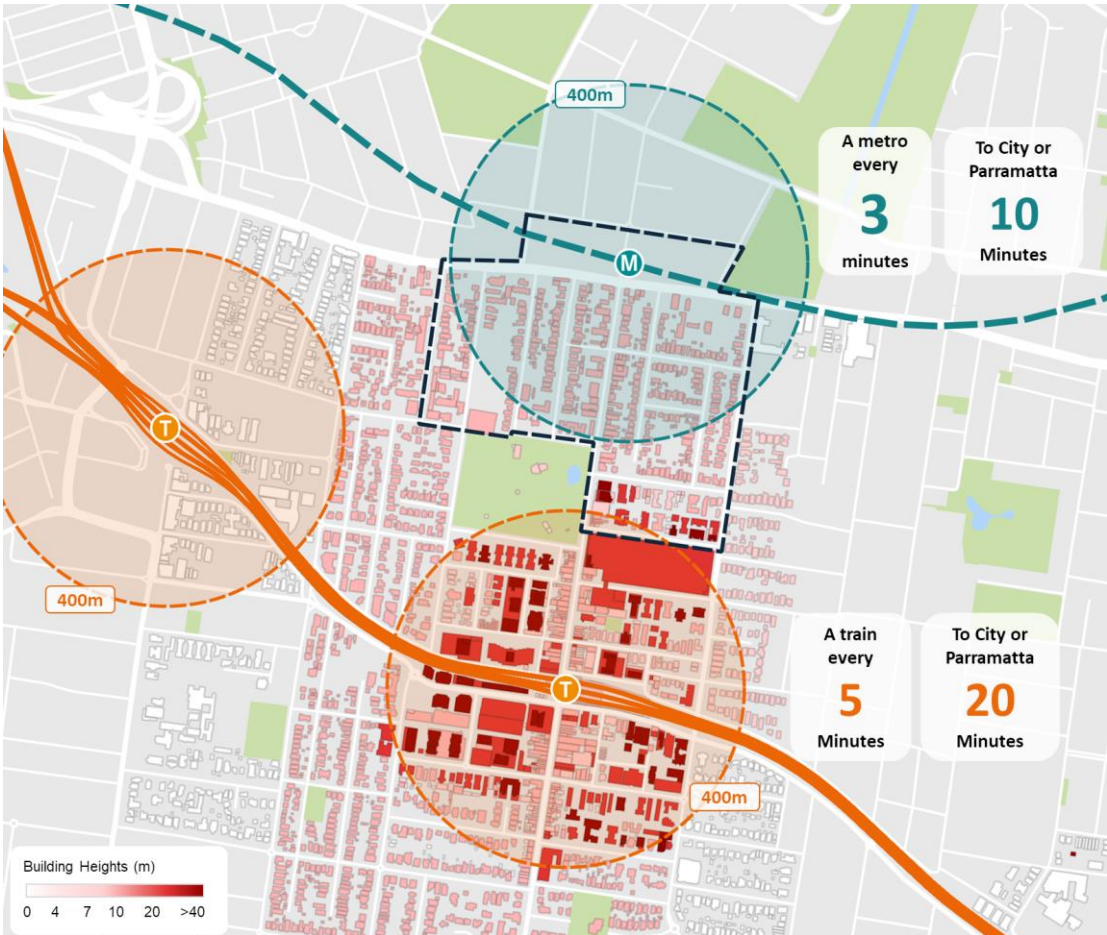 400m
A metro
every
3
minutes
To City or
Parramatta
10
Minutes
M
T
400m
A train
every
5
Minutes
To City or
Parramatta
20
Minutes
T
400m
Building Heights (m)
0 4 7 10 20 >40